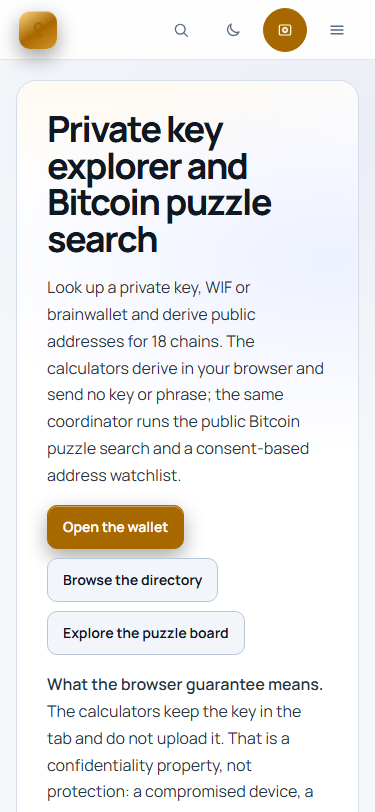 Private key
explorer and
Bitcoin puzzle
search
Look up a private key, WIF or
brainwallet and derive public
addresses for 18 chains. The
calculators derive in your browser and
send no key or phrase; the same
coordinator runs the public Bitcoin
puzzle search and a consent-based
address watchlist.
Open the wallet
Browse the directory
Explore the puzzle board
What the browser guarantee means.
The calculators keep the key in the
tab and do not upload it. That is a
confidentiality property, not
protection: a compromised device, a